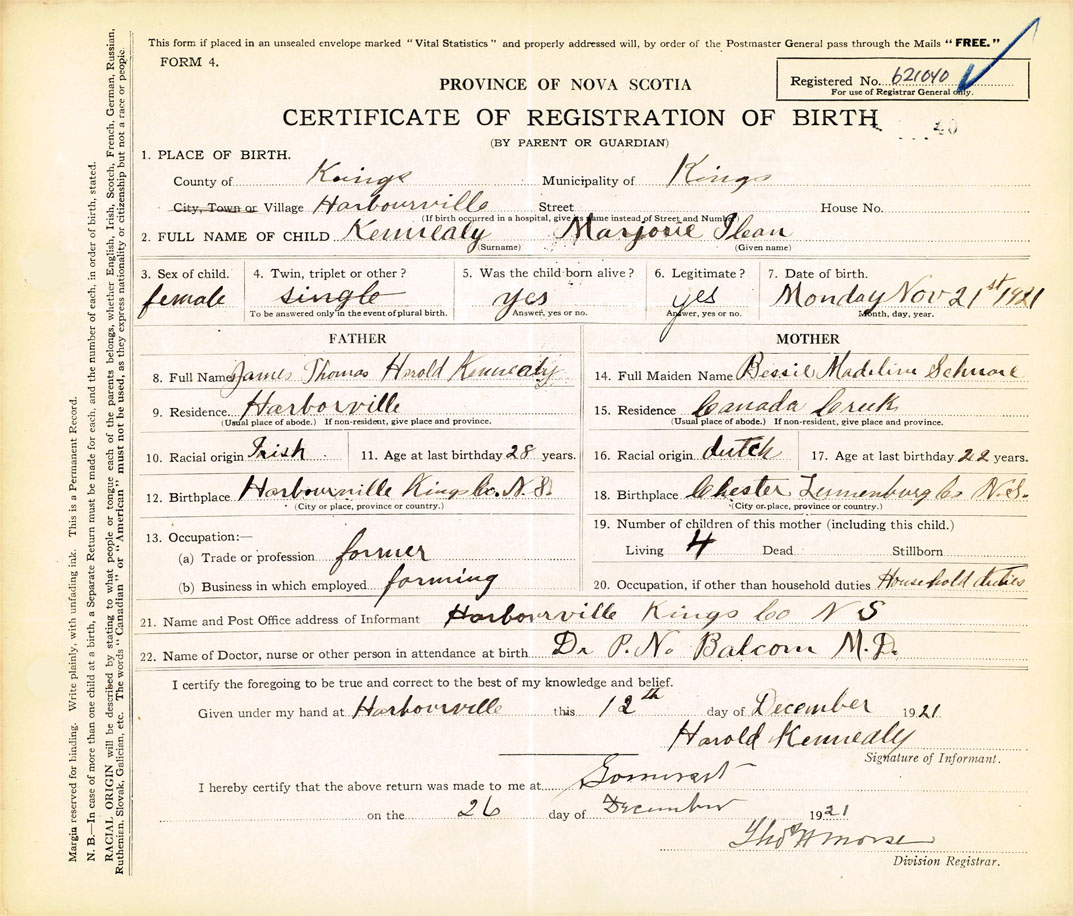 This form if placed in an unsealed envelope marked "Vital Statistics" and properly addressed will, by order of the Postmaster General pass through the Mails "FREE."
FORM 4.
Registered No. 621040
For use of Registrar General only.
PROVINCE OF NOVA SCOTIA
CERTIFICATE OF REGISTRATION OF BIRTH
(BY PARENT OR GUARDIAN)
1. PLACE OF BIRTH.
County of Kings Municipality of Kings
City, Town or Village Harbourville Street House No.
(If birth occurred in a hospital, give its name instead of Street and Number)
2. FULL NAME OF CHILD Kennealy Marjorie Ilean
(Surname) (Given name)
3. Sex of child. 4. Twin, triplet or other? 5. Was the child born alive? 6. Legitimate? 7. Date of birth.
female single yes yes Monday Nov 21st 1921
To be answered only in the event of plural birth. Answer, yes or no. Answer, yes or no. Month, day, year.
FATHER MOTHER
8. Full Name James Thomas Harold Kennealy 14. Full Maiden Name Bessie Madeline
9. Residence Harborville 15. Residence Canada Creek
(Usual place of abode.) If non-resident, give place and province. (Usual place of abode.) If non-resident, give place and province.
10. Racial origin Irish 11. Age at last birthday 28 years. 16. Racial origin dutch 17. Age at last birthday 22 years.
12. Birthplace Harbourville Kings Co. N.S. 18. Birthplace Chester Lunenburg Co N.S.
(City or place, province or country.) (City or place, province or country.)
13. Occupation:— 19. Number of children of this mother (including this child.)
(a) Trade or profession farmer Living 4 Dead Stillborn
(b) Business in which employed farming 20. Occupation, if other than household duties Household duties
21. Name and Post Office address of Informant Harbourville Kings Co N S
22. Name of Doctor, nurse or other person in attendance at birth Dr P. N. Balcom M.D.
I certify the foregoing to be true and correct to the best of my knowledge and belief.
Given under my hand at Harbourville this 12th day of December 1921
Harold Kennealy
Signature of Informant.
I hereby certify that the above return was made to me at Somerset
on the 26 day of December 1921
Thos H Morse
Division Registrar.
Margin reserved for binding. Write plainly, with unfading ink. This is a Permanent Record.
N. B.—In case of more than one child at a birth, a Separate Return must be made for each, and the number of each, in order of birth, stated.
RACIAL ORIGIN will be described by stating to what people or tongue each of the parents belongs, whether English, Irish, Scotch, French, German, Russian,
Ruthenian, Slovak, Galician, etc. The words "Canadian" or "American" must not be used, as they express nationality or citizenship but not a race or people.